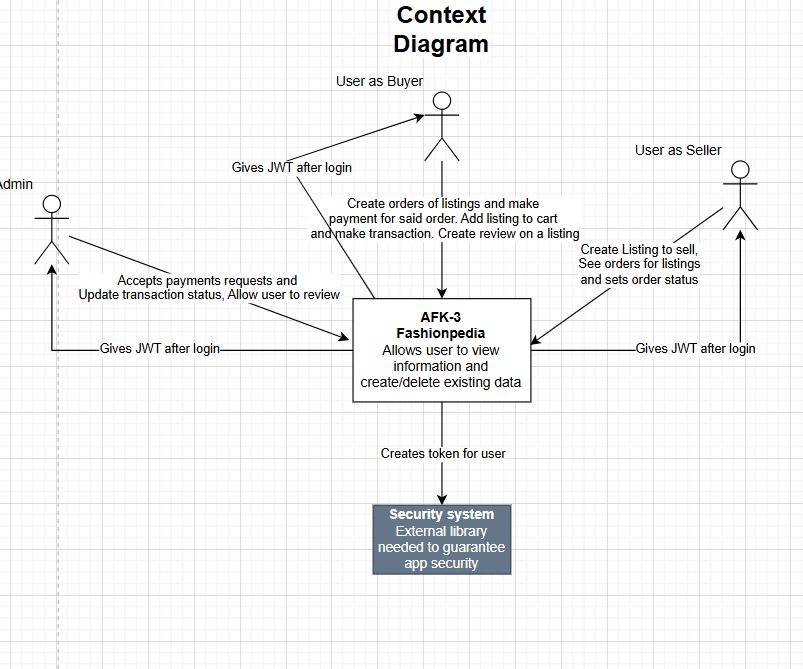 Context
Diagram
User as Buyer
User as Seller
Gives JWT after login
Admin
Create orders of listings and make
payment for said order. Add listing to cart
and make transaction. Create review on a listing
Create Listing to sell,
See orders for listings
and sets order status
Accepts payments requests and
Update transaction status, Allow user to review
AFK-3
Fashionpedia
Allows user to view
information and
create/delete existing data
Gives JWT after login
Gives JWT after login
Creates token for user
Security system
External library
needed to guarantee
app security